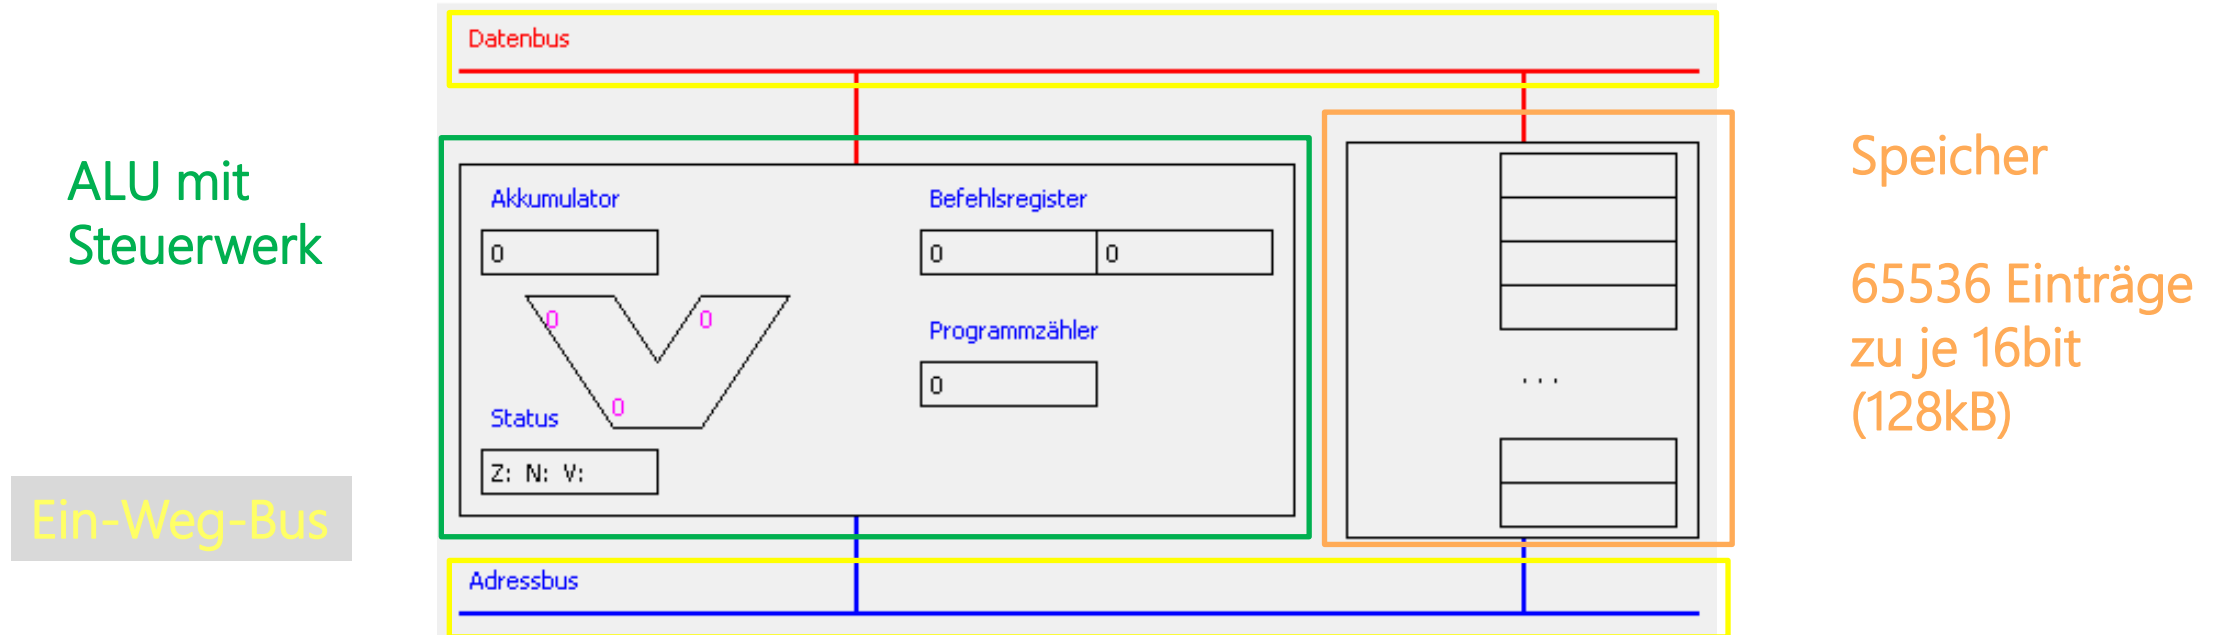 Datenbus
ALU mit
Steuerwerk
Akkumulator
0
0
0
0
Status
Z: N: V:
Befehlsregister
0
0
Programmzähler
0
Speicher
65536 Einträge
zu je 16bit
...
(128kB)
Ein-Weg-Bus
Adressbus